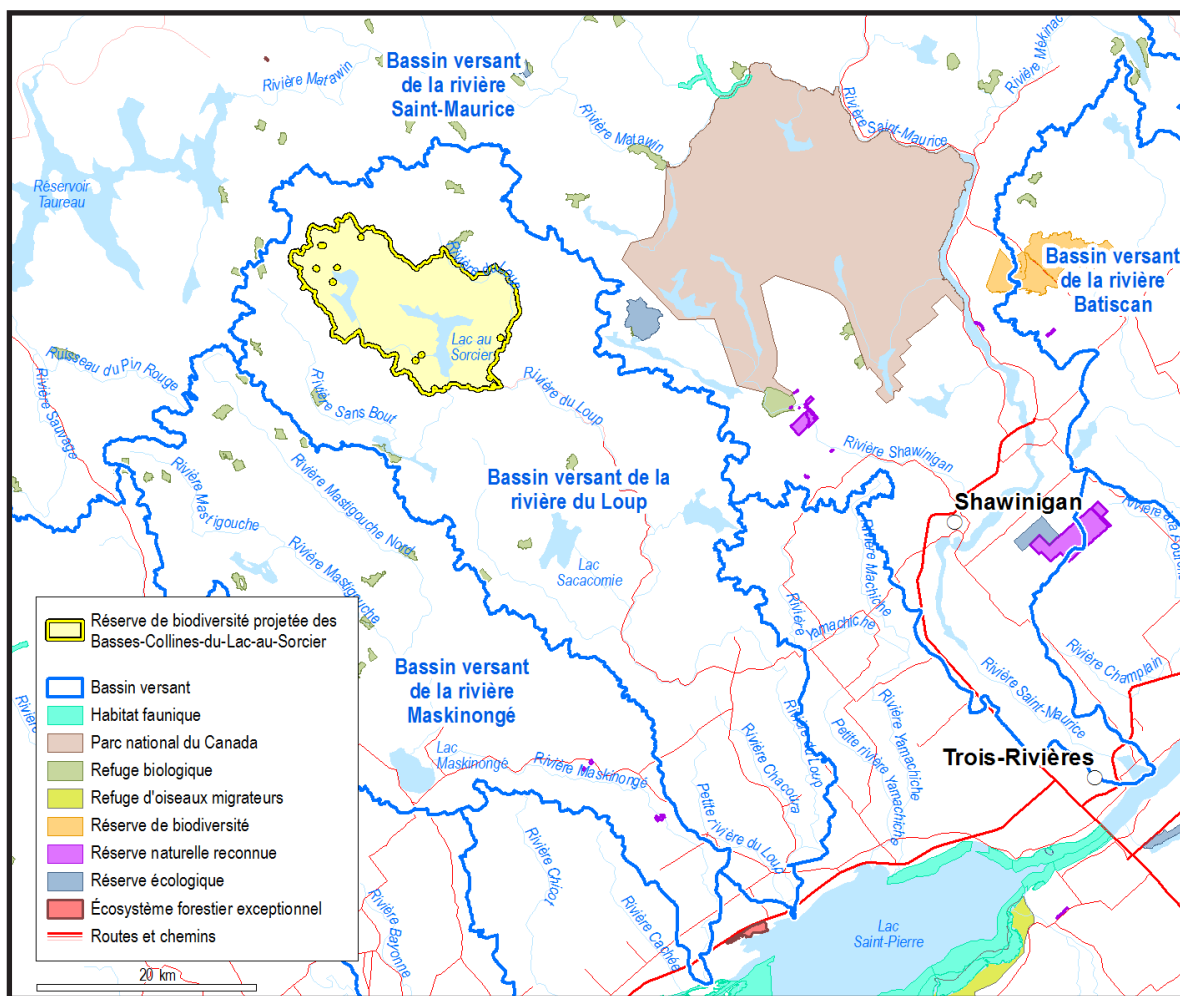 Bassin versant
de la rivière
Saint-Maurice
Rivière Matawin
Rivière Matawin
Rivière Saint-Maurice
Rivière Mékinac
Réservoir
Taureau
Rivière du Loup
Bassin versant
de la rivière
Batiscan
Lac au
Sorcier
Ruisseau du Pin Rouge
Rivière Sauvage
Rivière Sans Bout
Rivière du Loup
Rivière Shawinigan
Bassin versant de la
rivière du Loup
Shawinigan
Rivière Mastigouche
Rivière Mastigouche Nord
Rivière Mastigouche
Lac
Sacacomie
Rivière Machiche
Rivière Yamachiche
Rivière Champlain
Rivière Saint-Maurice
Bassin versant
de la rivière
Maskinongé
Lac
Maskinongé
Rivière Maskinongé
Rivière du Loup
Rivière Chacoura
Petite rivière du Loup
Petite rivière Yamachiche
Rivière Yamachiche
Trois-Rivières
Rivière Chicot
Rivière Cachée
Rivière Bayonne
Lac
Saint-Pierre
Rivière
Réserve de biodiversité projetée des
Basses-Collines-du-Lac-au-Sorcier
Bassin versant
Habitat faunique
Parc national du Canada
Refuge biologique
Refuge d'oiseaux migrateurs
Réserve de biodiversité
Réserve naturelle reconnue
Réserve écologique
Écosystème forestier exceptionnel
Routes et chemins
20 km